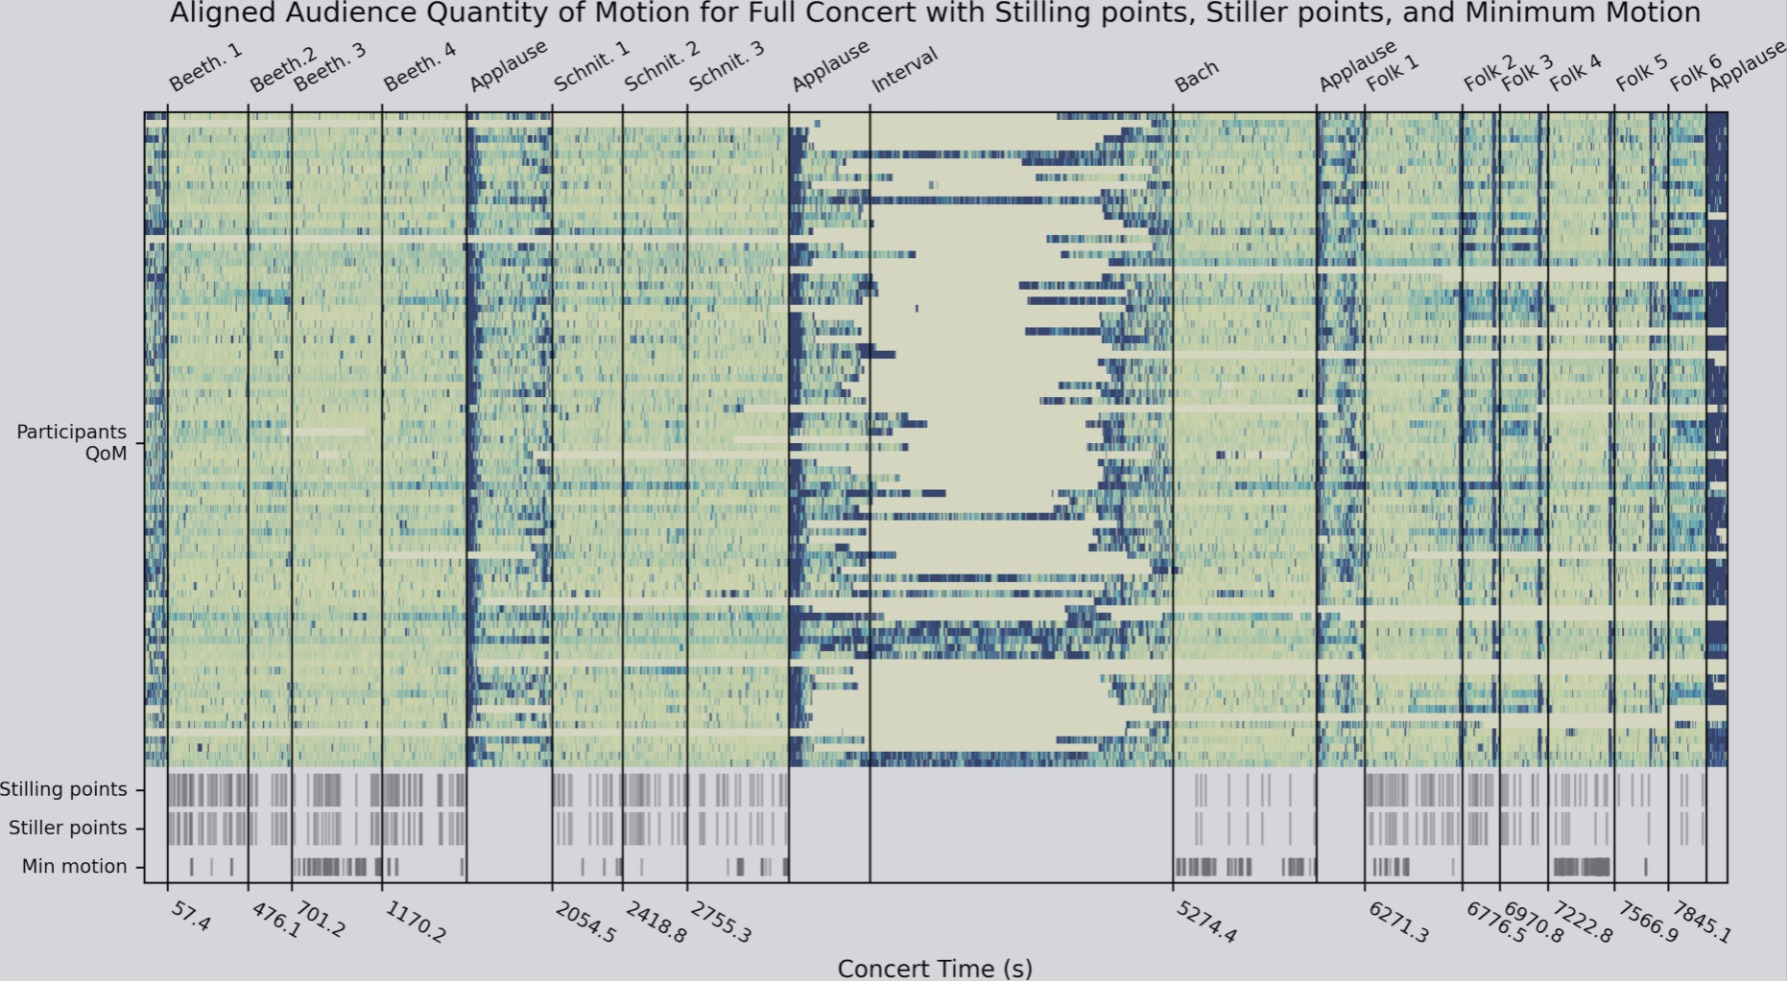 Aligned Audience Quantity of Motion for Full Concert with Stilling points, Stiller points, and Minimum Motion
Beeth. 1
Beeth.2
Beeth. 3
Beeth. 4
Applause
Schnit. 1
Schnit. 2
Schnit. 3
Applause
Interval
Bach
Applause
Folk 1
Folk 2
Folk 3
Folk 4
Folk 5
Folk 6
Applause
Participants
QoM
Stilling points
Stiller points
Min motion
57.4
476.1
701.2
1170.2
2054.5
2418.8
2755.3
5274.4
6271.3
6776.5
6970.8
7222.8
7566.9
7845.1
Concert Time (s)